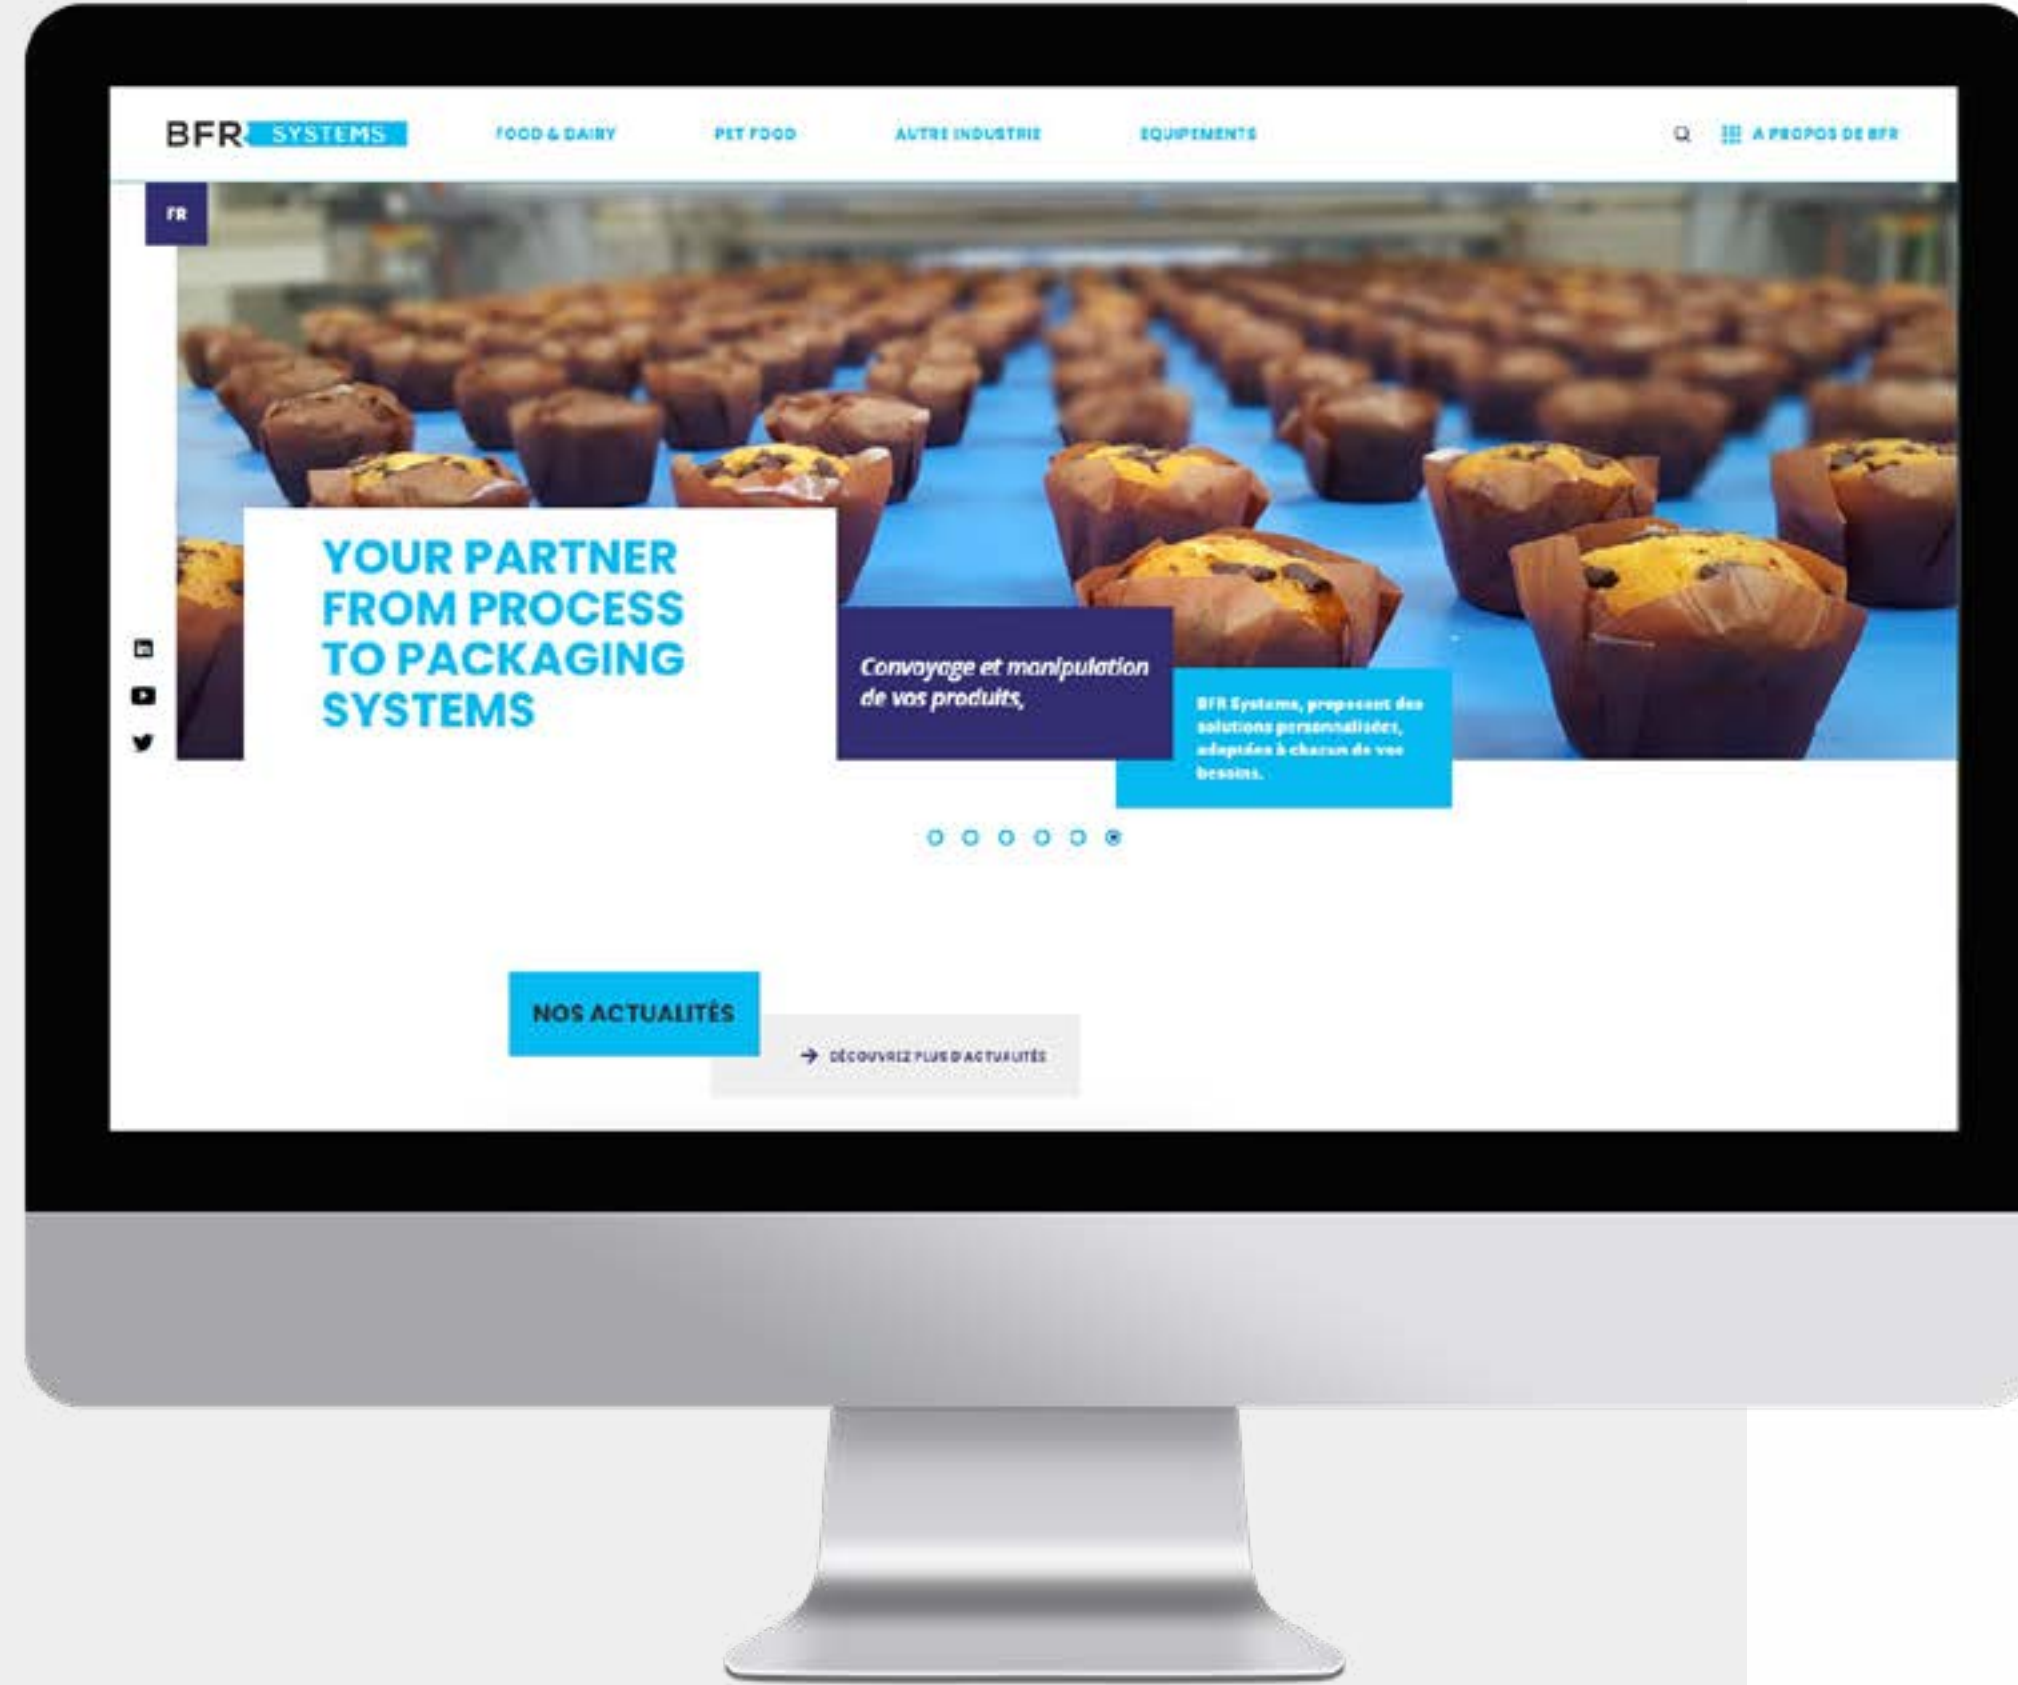 BFR SYSTEMS
FOOD & DAIRY
PET FOOD
AUTRE INDUSTRIE
EQUIPEMENTS
A PROPOS DE BFR
FR
YOUR PARTNER
FROM PROCESS
TO PACKAGING
SYSTEMS
Convoyage et manipulation
de vos produits,
BFR Systems, proposent des
solutions personnalisées,
adaptées à chacun de vos
besoins.
NOS ACTUALITÉS
DÉCOUVREZ PLUS D'ACTUALITÉS